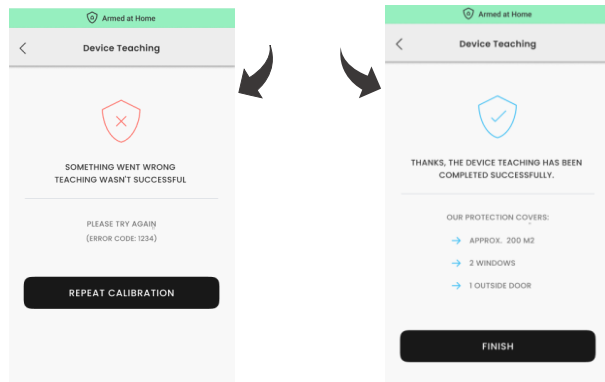 Armed at Home
Device Teaching
SOMETHING WENT WRONG
TEACHING WASN'T SUCCESSFUL
PLEASE TRY AGAIN
(ERROR CODE: 1234)
REPEAT CALIBRATION
Armed at Home
Device Teaching
THANKS, THE DEVICE TEACHING HAS BEEN
COMPLETED SUCCESSFULLY.
OUR PROTECTION COVERS:
APPROX. 200 M2
2 WINDOWS
1 OUTSIDE DOOR
FINISH